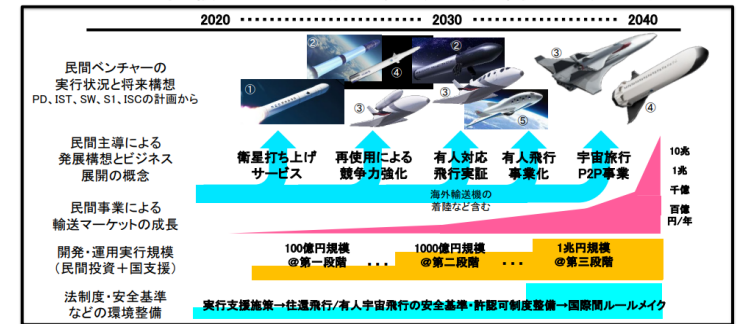 2020 ・・・・・・・・・・ 2030 ・・・・・・・・・・ 2040
民間ベンチャーの
実行状況と将来構想
PD、IST、SW、S1、ISCの計画から
① ② ③ ④ ② ③ ⑤ ③ ④
民間主導による
発展構想とビジネス
展開の概念
衛星打ち上げ
サービス
再使用による
競争力強化
有人対応
飛行実証
有人飛行
事業化
宇宙旅行
P2P事業
海外輸送機の
着陸など含む
民間事業による
輸送マーケットの成長
10兆
1兆
千億
百億
円/年
開発・運用実行規模
(民間投資+国支援)
100億円規模
@第一段階
・・・
1000億円規模
@第二段階
・・・
1兆円規模
@第三段階
法制度・安全基準
などの環境整備
実行支援施策→往還飛行/有人宇宙飛行の安全基準・許認可制度整備→国際間ルールメイク